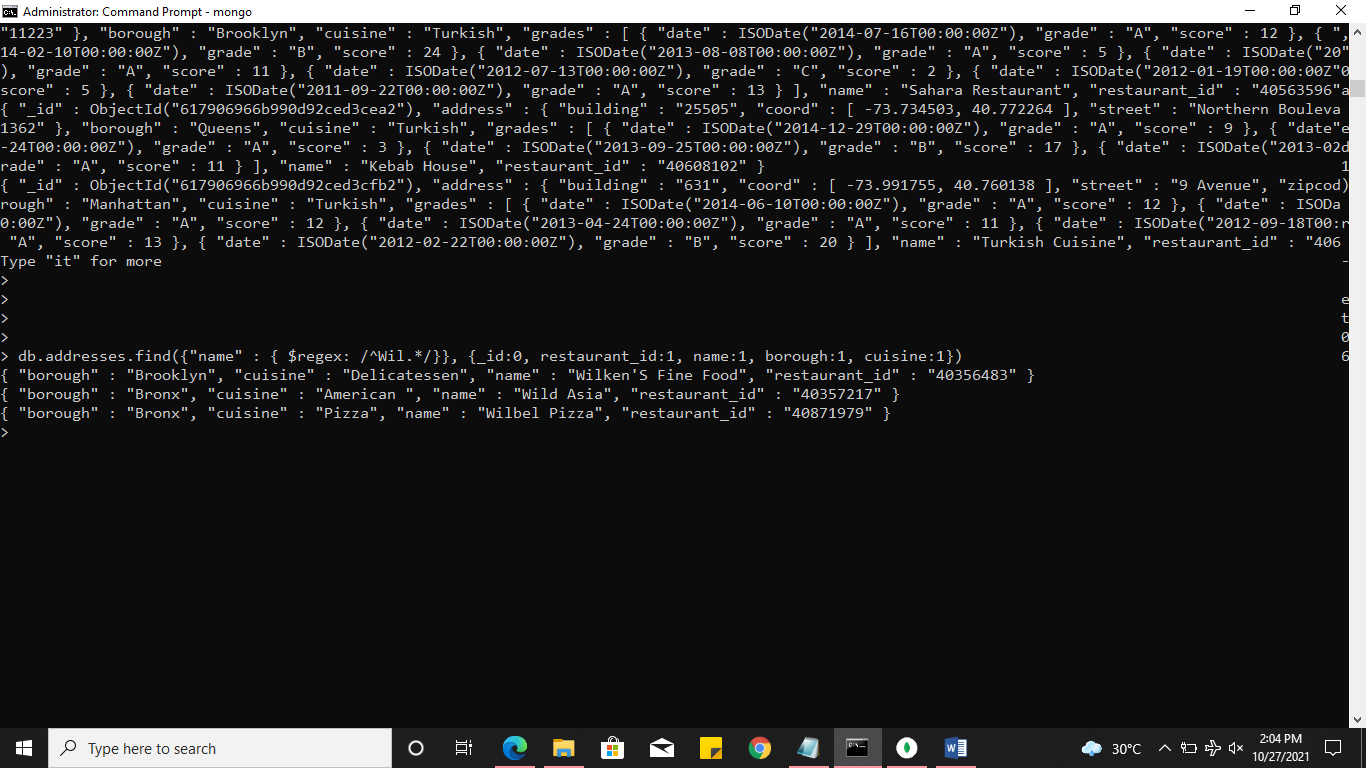 Administrator: Command Prompt - mongo
"11223" }, "borough" : "Brooklyn", "cuisine" : "Turkish", "grades" : [ { "date" : ISODate("2014-07-16T00:00:00Z"), "grade" : "A", "score" : 12 }, { ",
14-02-10T00:00:00Z"), "grade" : "B", "score" : 24 }, { "date" : ISODate("2013-08-08T00:00:00Z"), "grade" : "A", "score" : 5 }, { "date" : ISODate("20"
), "grade" : "A", "score" : 11 }, { "date" : ISODate("2012-07-13T00:00:00Z"), "grade" : "C", "score" : 2 }, { "date" : ISODate("2012-01-19T00:00:00Z"0
score" : 5 }, { "date" : ISODate("2011-09-22T00:00:00Z"), "grade" : "A", "score" : 13 } ], "name" : "Sahara Restaurant", "restaurant_id" : "40563596"a
{ "_id" : ObjectId("617906966b990d92ced3cea2"), "address" : { "building" : "25505", "coord" : [ -73.734503, 40.772264 ], "street" : "Northern Bouleva
1362" }, "borough" : "Queens", "cuisine" : "Turkish", "grades" : [ { "date" : ISODate("2014-12-29T00:00:00Z"), "grade" : "A", "score" : 9 }, { "date"e
-24T00:00:00Z"), "grade" : "A", "score" : 3 }, { "date" : ISODate("2013-09-25T00:00:00Z"), "grade" : "B", "score" : 17 }, { "date" : ISODate("2013-02d
rade" : "A", "score" : 11 } ], "name" : "Kebab House", "restaurant_id" : "40608102" } 1
{ "_id" : ObjectId("617906966b990d92ced3cfb2"), "address" : { "building" : "631", "coord" : [ -73.991755, 40.760138 ], "street" : "9 Avenue", "zipcod)
rough" : "Manhattan", "cuisine" : "Turkish", "grades" : [ { "date" : ISODate("2014-06-10T00:00:00Z"), "grade" : "A", "score" : 12 }, { "date" : ISODa
0:00Z"), "grade" : "A", "score" : 12 }, { "date" : ISODate("2013-04-24T00:00:00Z"), "grade" : "A", "score" : 11 }, { "date" : ISODate("2012-09-18T00:r
"A", "score" : 13 }, { "date" : ISODate("2012-02-22T00:00:00Z"), "grade" : "B", "score" : 20 } ], "name" : "Turkish Cuisine", "restaurant_id" : "406
Type "it" for more -
>
> e
> t
> 0
> db.addresses.find({"name" : { $regex: /^Wil.*/}}, {_id:0, restaurant_id:1, name:1, borough:1, cuisine:1}) 6
{ "borough" : "Brooklyn", "cuisine" : "Delicatessen", "name" : "Wilken'S Fine Food", "restaurant_id" : "40356483" }
{ "borough" : "Bronx", "cuisine" : "American ", "name" : "Wild Asia", "restaurant_id" : "40357217" }
{ "borough" : "Bronx", "cuisine" : "Pizza", "name" : "Wilbel Pizza", "restaurant_id" : "40871979" }
>
Type here to search
30°C
2:04 PM
10/27/2021